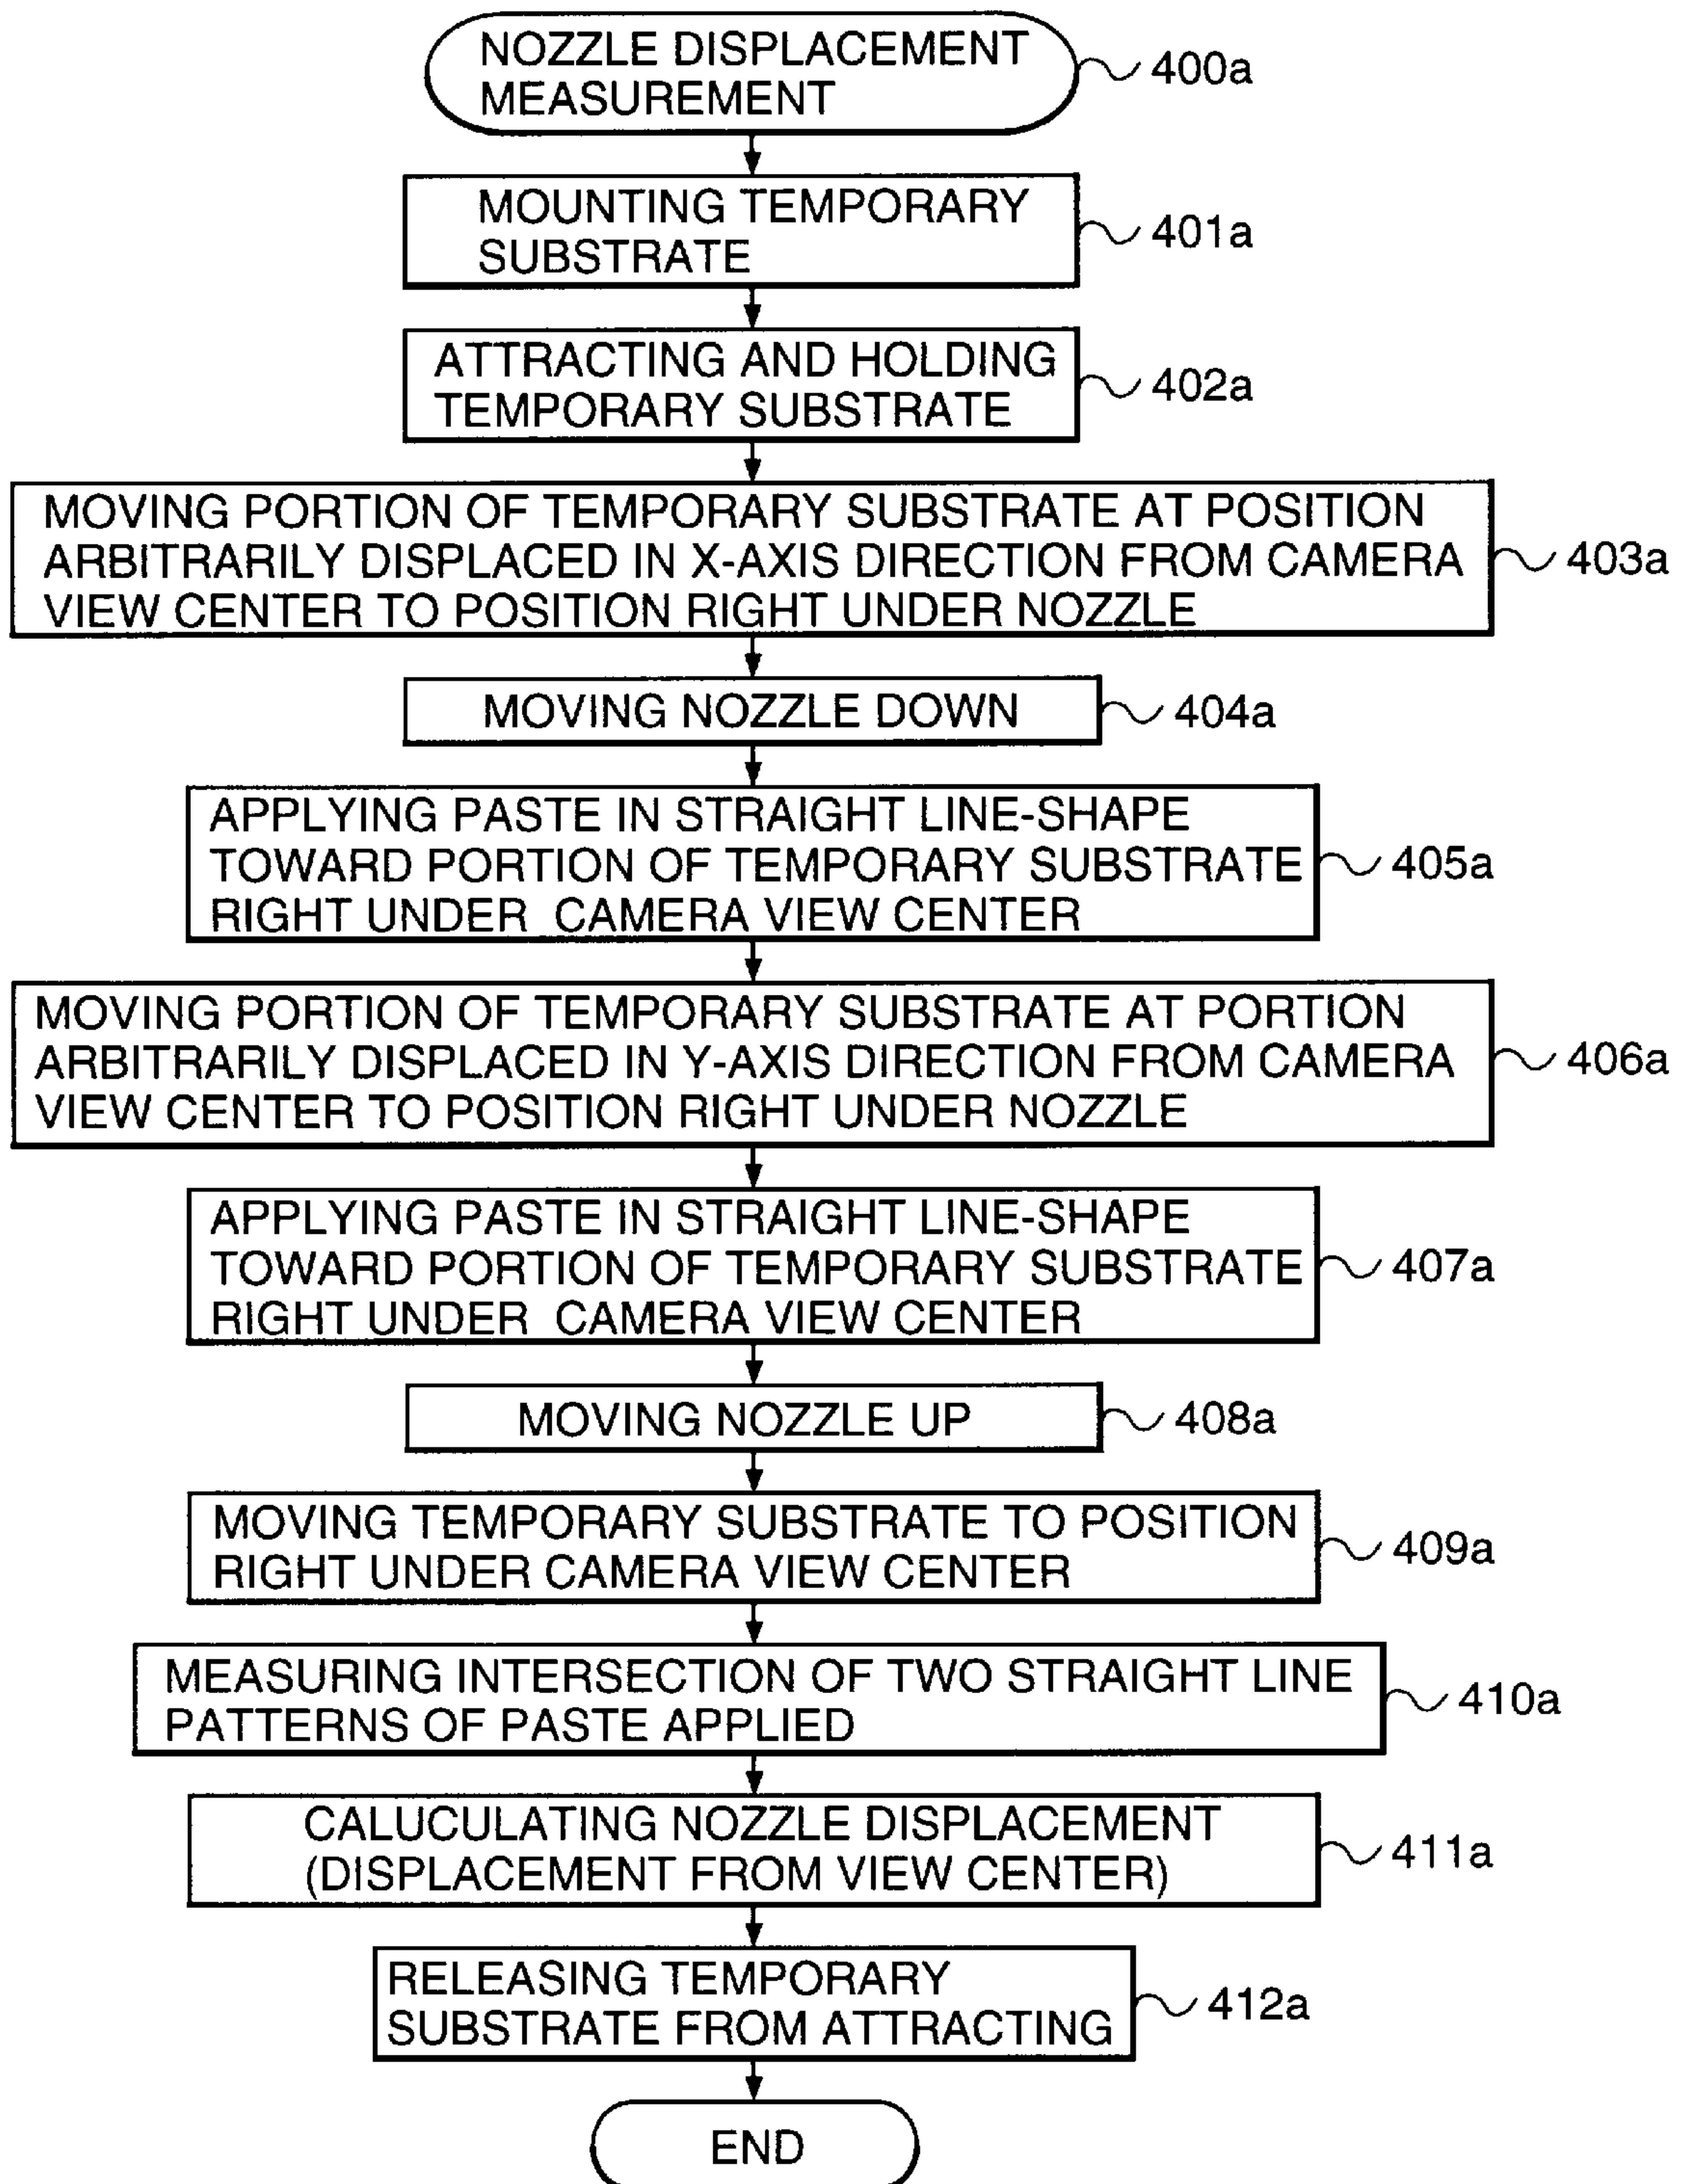 NOZZLE DISPLACEMENT
MEASUREMENT
400a
MOUNTING TEMPORARY
SUBSTRATE
401a
ATTRACTING AND HOLDING
TEMPORARY SUBSTRATE
402a
MOVING PORTION OF TEMPORARY SUBSTRATE AT POSITION
ARBITRARILY DISPLACED IN X-AXIS DIRECTION FROM CAMERA
VIEW CENTER TO POSITION RIGHT UNDER NOZZLE
403a
MOVING NOZZLE DOWN
404a
APPLYING PASTE IN STRAIGHT LINE-SHAPE
TOWARD PORTION OF TEMPORARY SUBSTRATE
RIGHT UNDER CAMERA VIEW CENTER
405a
MOVING PORTION OF TEMPORARY SUBSTRATE AT PORTION
ARBITRARILY DISPLACED IN Y-AXIS DIRECTION FROM CAMERA
VIEW CENTER TO POSITION RIGHT UNDER NOZZLE
406a
APPLYING PASTE IN STRAIGHT LINE-SHAPE
TOWARD PORTION OF TEMPORARY SUBSTRATE
RIGHT UNDER CAMERA VIEW CENTER
407a
MOVING NOZZLE UP
408a
MOVING TEMPORARY SUBSTRATE TO POSITION
RIGHT UNDER CAMERA VIEW CENTER
409a
MEASURING INTERSECTION OF TWO STRAIGHT LINE
PATTERNS OF PASTE APPLIED
410a
CALUCULATING NOZZLE DISPLACEMENT
(DISPLACEMENT FROM VIEW CENTER)
411a
RELEASING TEMPORARY
SUBSTRATE FROM ATTRACTING
412a
END